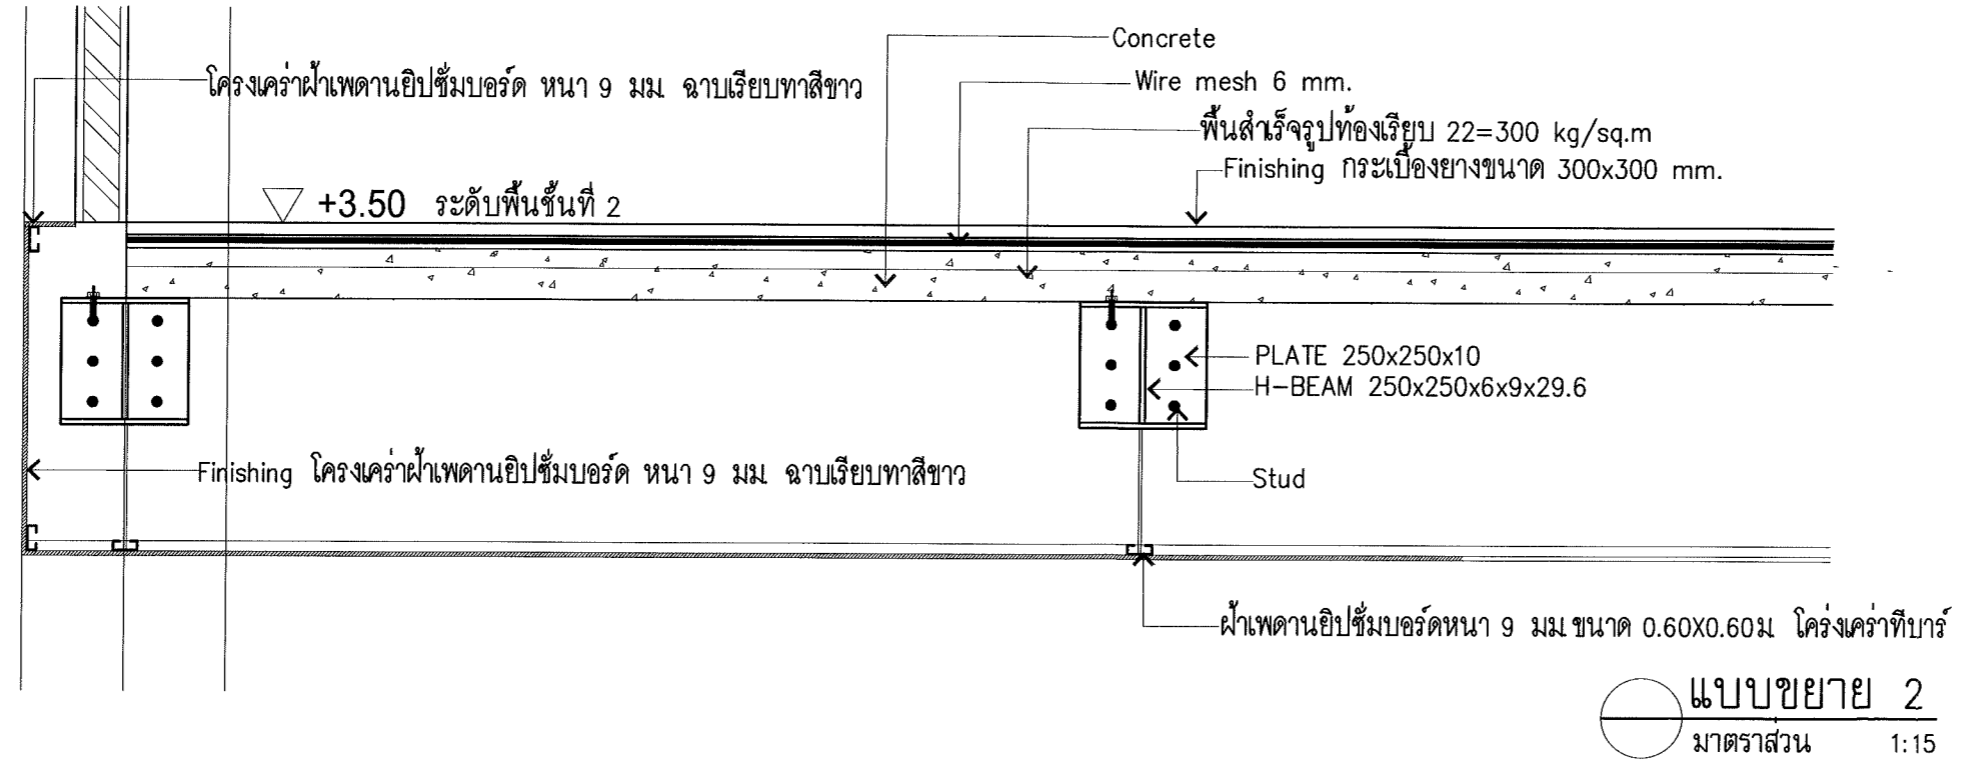 Concrete
โครงเคร่าฝ้าเพดานยิปซั่มบอร์ด หนา 9 มม. ฉาบเรียบทาสีขาว
Wire mesh 6 mm.
พื้นสำเร็จรูปท้องเรียบ 22=300 kg/sq.m
Finishing กระเบื้องยางขนาด 300x300 mm.
+3.50 ระดับพื้นชั้นที่ 2
PLATE 250x250x10
H-BEAM 250x250x6x9x29.6
Finishing โครงเคร่าฝ้าเพดานยิปซั่มบอร์ด หนา 9 มม. ฉาบเรียบทาสีขาว
Stud
ฝ้าเพดานยิปซั่มบอร์ดหนา 9 มม.ขนาด 0.60X0.60ม โคร่งเคร่าทีบาร์
แบบขยาย 2
มาตราส่วน 1:15